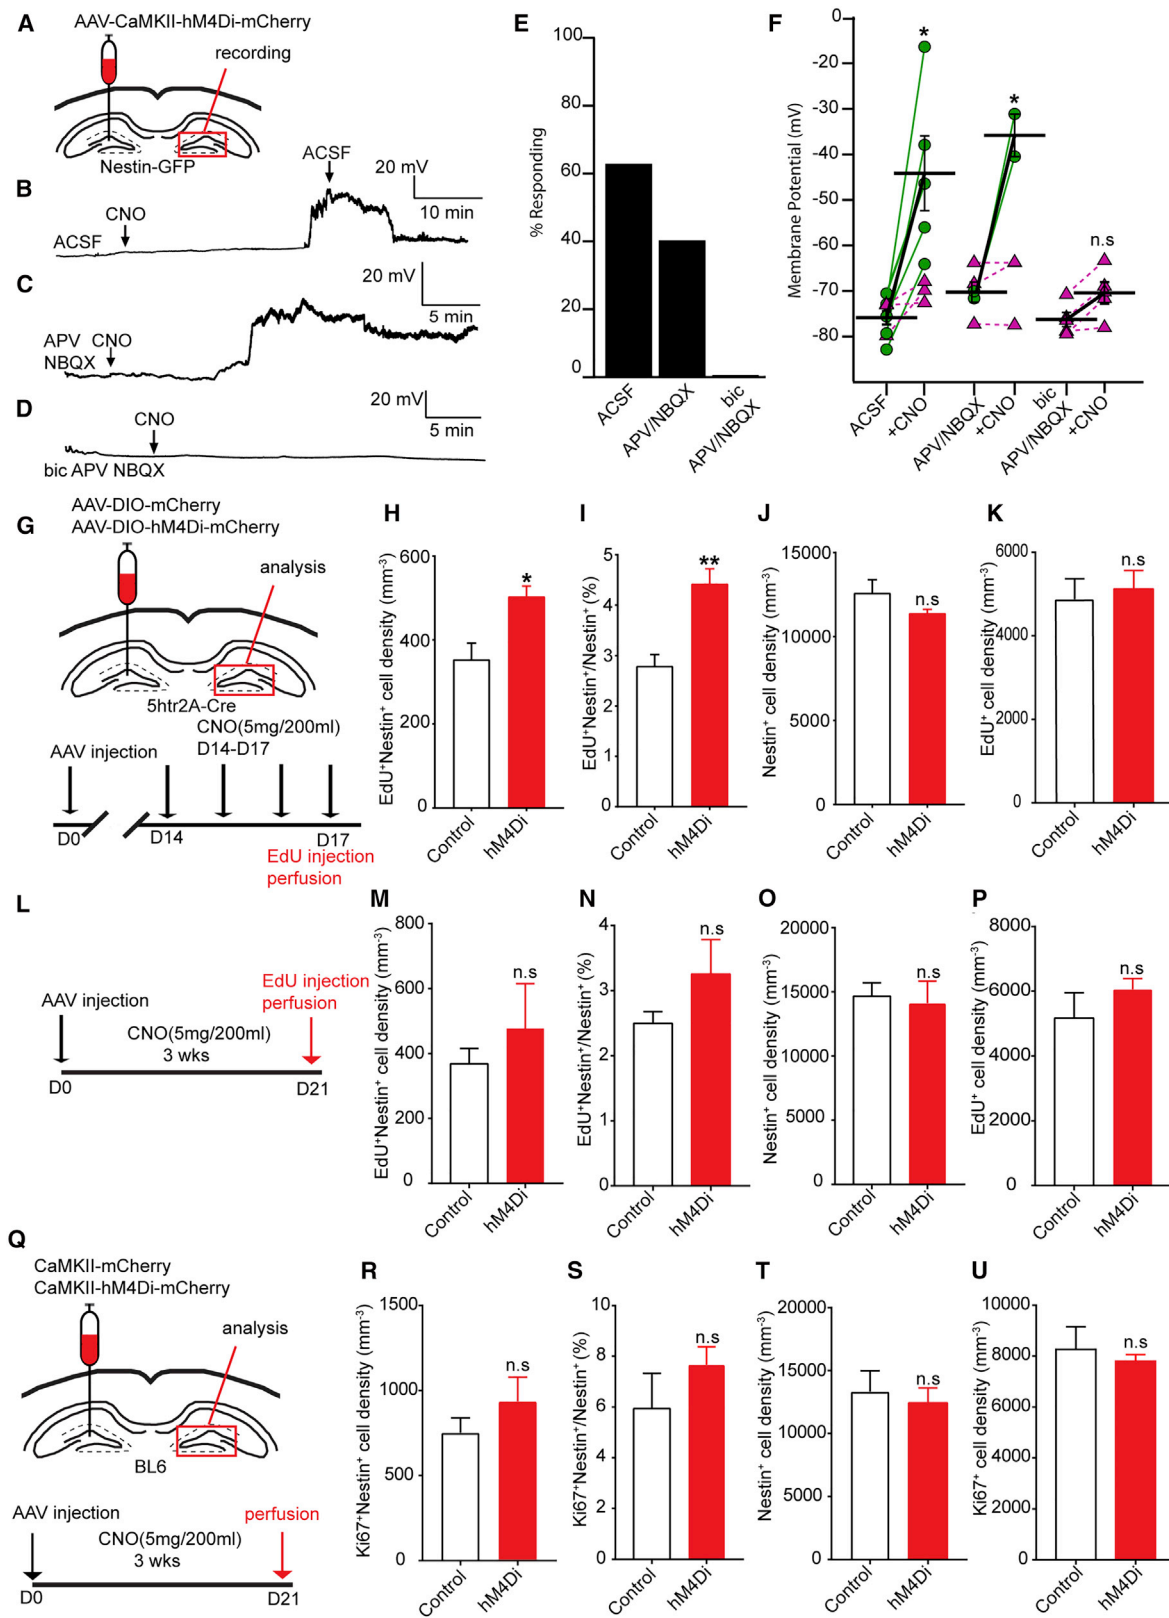 A
AAV-CaMKII-hM4Di-mCherry
recording
Nestin-GFP
B
ACSF
CNO
ACSF
20 mV
10 min
C
APV
NBQX
CNO
20 mV
5 min
D
CNO
bic APV NBQX
20 mV
5 min
E
% Responding
100
80
60
40
20
0
ACSF
APV/NBQX
bic
APV/NBQX
F
Membrane Potential (mV)
-0
-20
-30
-40
-50
-60
-70
-80
*
*
n.s
ACSF
+CNO
APV/NBQX
+CNO
bic
APV/NBQX
+CNO
G
AAV-DIO-mCherry
AAV-DIO-hM4Di-mCherry
analysis
5htr2A-Cre
CNO(5mg/200ml)
D14-D17
AAV injection
D0
D14
D17
EdU injection
perfusion
H
EdU⁺Nestin⁺ cell density (mm⁻³)
600
400
200
0
*
Control
hM4Di
I
EdU⁺Nestin⁺/Nestin⁺ (%)
5
4
3
2
1
0
**
Control
hM4Di
J
Nestin⁺ cell density (mm⁻³)
15000
10000
5000
0
n.s
Control
hM4Di
K
EdU⁺ cell density (mm⁻³)
6000
4000
2000
0
n.s
Control
hM4Di
L
AAV injection
EdU injection
perfusion
CNO(5mg/200ml)
3 wks
D0
D21
M
EdU⁺Nestin⁺ cell density (mm⁻³)
800
600
400
200
0
n.s
Control
hM4Di
N
EdU⁺Nestin⁺/Nestin⁺ (%)
4
3
2
1
0
n.s
Control
hM4Di
O
Nestin⁺ cell density (mm⁻³)
20000
15000
10000
5000
0
n.s
Control
hM4Di
P
EdU⁺ cell density (mm⁻³)
8000
6000
4000
2000
0
n.s
Control
hM4Di
Q
CaMKII-mCherry
CaMKII-hM4Di-mCherry
analysis
BL6
AAV injection
perfusion
CNO(5mg/200ml)
3 wks
D0
D21
R
Ki67⁺Nestin⁺ cell density (mm⁻³)
1500
1000
500
0
n.s
Control
hM4Di
S
Ki67⁺Nestin⁺/Nestin⁺ (%)
10
8
6
4
2
0
n.s
Control
hM4Di
T
Nestin⁺ cell density (mm⁻³)
20000
15000
10000
5000
0
n.s
Control
hM4Di
U
Ki67⁺ cell density (mm⁻³)
10000
8000
6000
4000
2000
0
n.s
Control
hM4Di